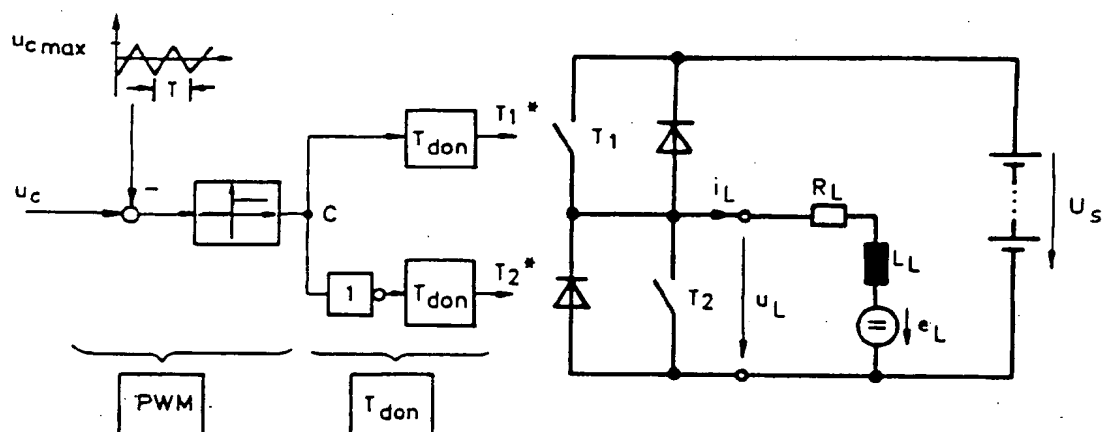 u_c max
T
T1*
T_don
T1
u_c
−
C
i_L
R_L
U_s
T2*
1
T_don
T2
u_L
L_L
=
e_L
PWM
T_don